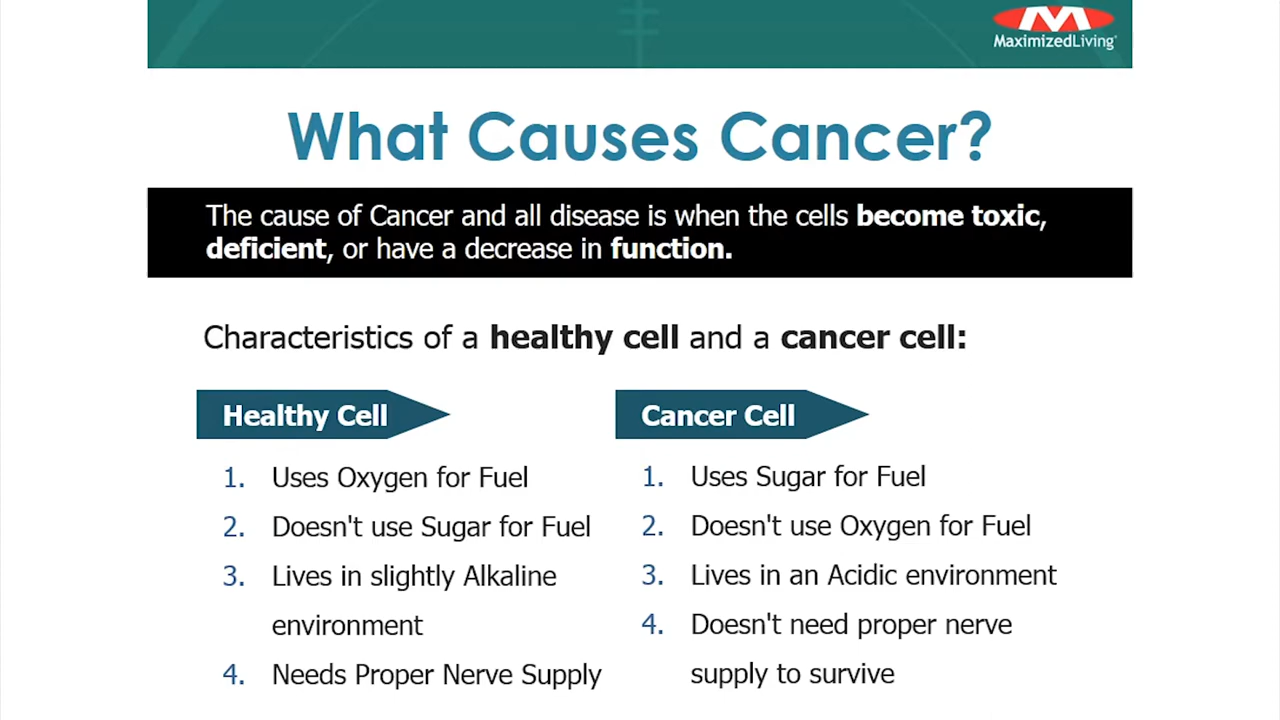 MaximizedLiving
What Causes Cancer?
The cause of Cancer and all disease is when the cells become toxic,
deficient, or have a decrease in function.
Characteristics of a healthy cell and a cancer cell:
Healthy Cell
1. Uses Oxygen for Fuel
2. Doesn't use Sugar for Fuel
3. Lives in slightly Alkaline
environment
4. Needs Proper Nerve Supply
Cancer Cell
1. Uses Sugar for Fuel
2. Doesn't use Oxygen for Fuel
3. Lives in an Acidic environment
4. Doesn't need proper nerve
supply to survive